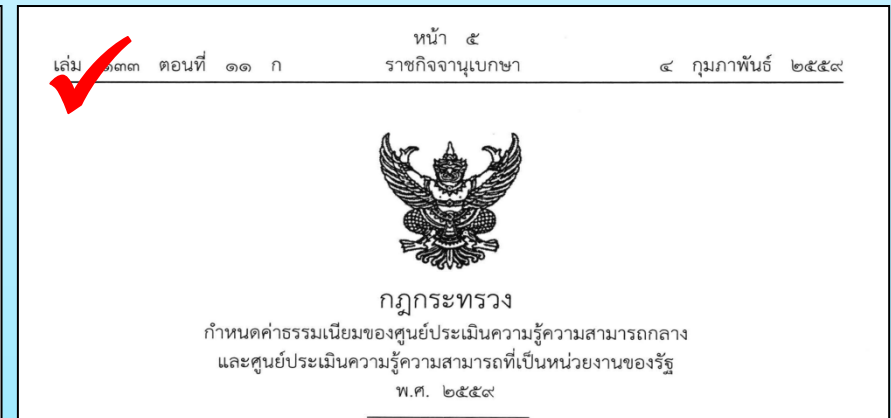 หน้า ๕
เล่ม ๑๓๓ ตอนที่ ๑๑ ก ราชกิจจานุเบกษา ๔ กุมภาพันธ์ ๒๕๕๙
กฎกระทรวง
กำหนดค่าธรรมเนียมของศูนย์ประเมินความรู้ความสามารถกลาง
และศูนย์ประเมินความรู้ความสามารถที่เป็นหน่วยงานของรัฐ
พ.ศ. ๒๕๕๙